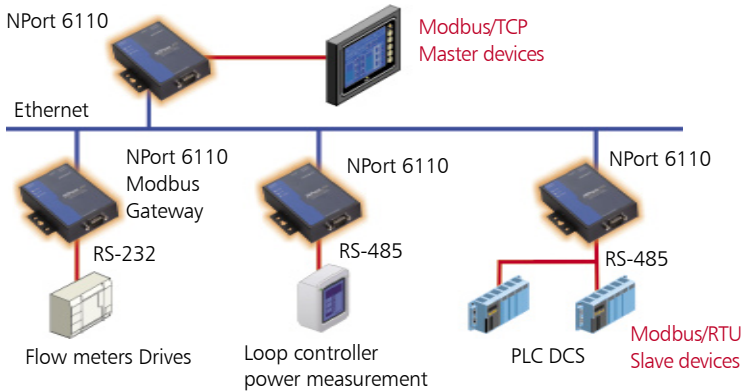 NPort 6110
Modbus/TCP
Master devices
Ethernet
NPort 6110
Modbus
Gateway
NPort 6110
NPort 6110
RS-232
RS-485
RS-485
Flow meters Drives
Loop controller
power measurement
PLC DCS
Modbus/RTU
Slave devices